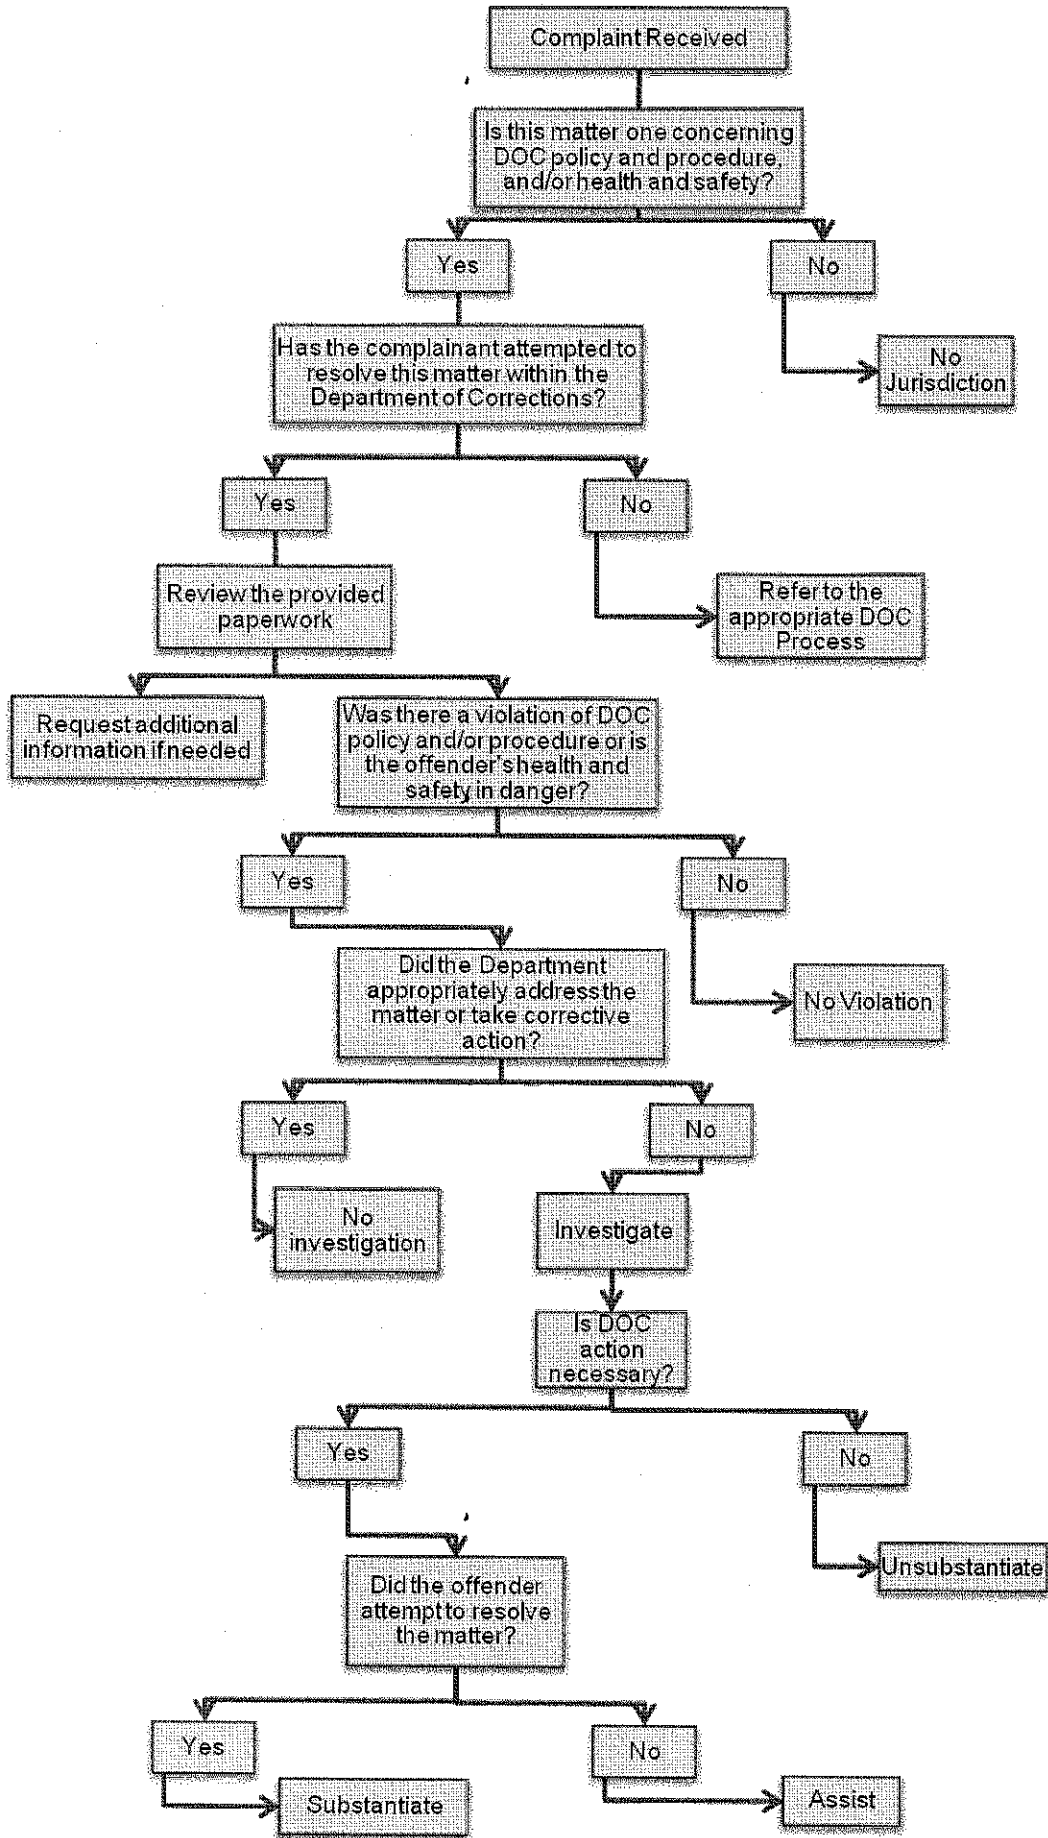 Complaint Received
Is this matter one concerning
DOC policy and procedure,
and/or health and safety?
Yes
No
Has the complainant attempted to
resolve this matter within the
Department of Corrections?
No
Jurisdiction
Yes
No
Review the provided
paperwork
Refer to the
appropriate DOC
Process
Request additional
information if needed
Was there a violation of DOC
policy and/or procedure or is
the offender's health and
safety in danger?
Yes
No
Did the Department
appropriately address the
matter or take corrective
action?
No Violation
Yes
No
No
investigation
Investigate
Is DOC
action
necessary?
Yes
No
Did the offender
attempt to resolve
the matter?
Unsubstantiate
Yes
No
Substantiate
Assist